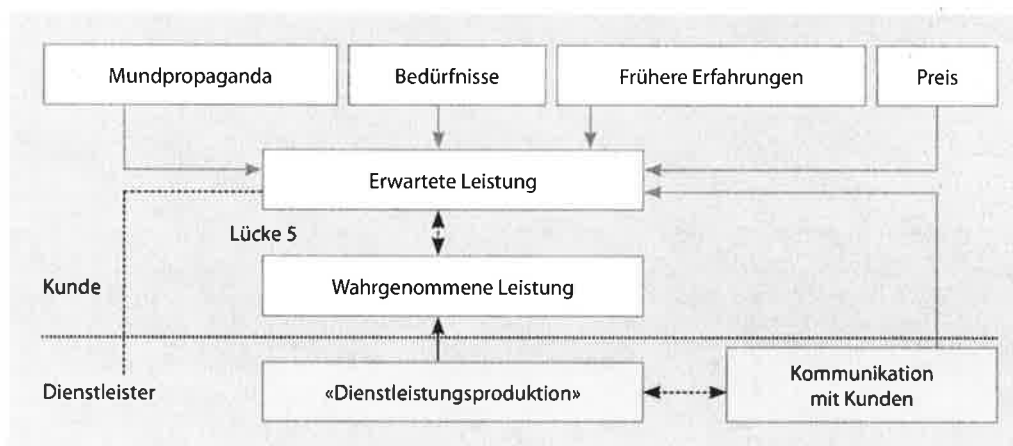 Mundpropaganda
Bedürfnisse
Frühere Erfahrungen
Preis
Erwartete Leistung
Lücke 5
Kunde
Wahrgenommene Leistung
Dienstleister
«Dienstleistungsproduktion»
Kommunikation
mit Kunden